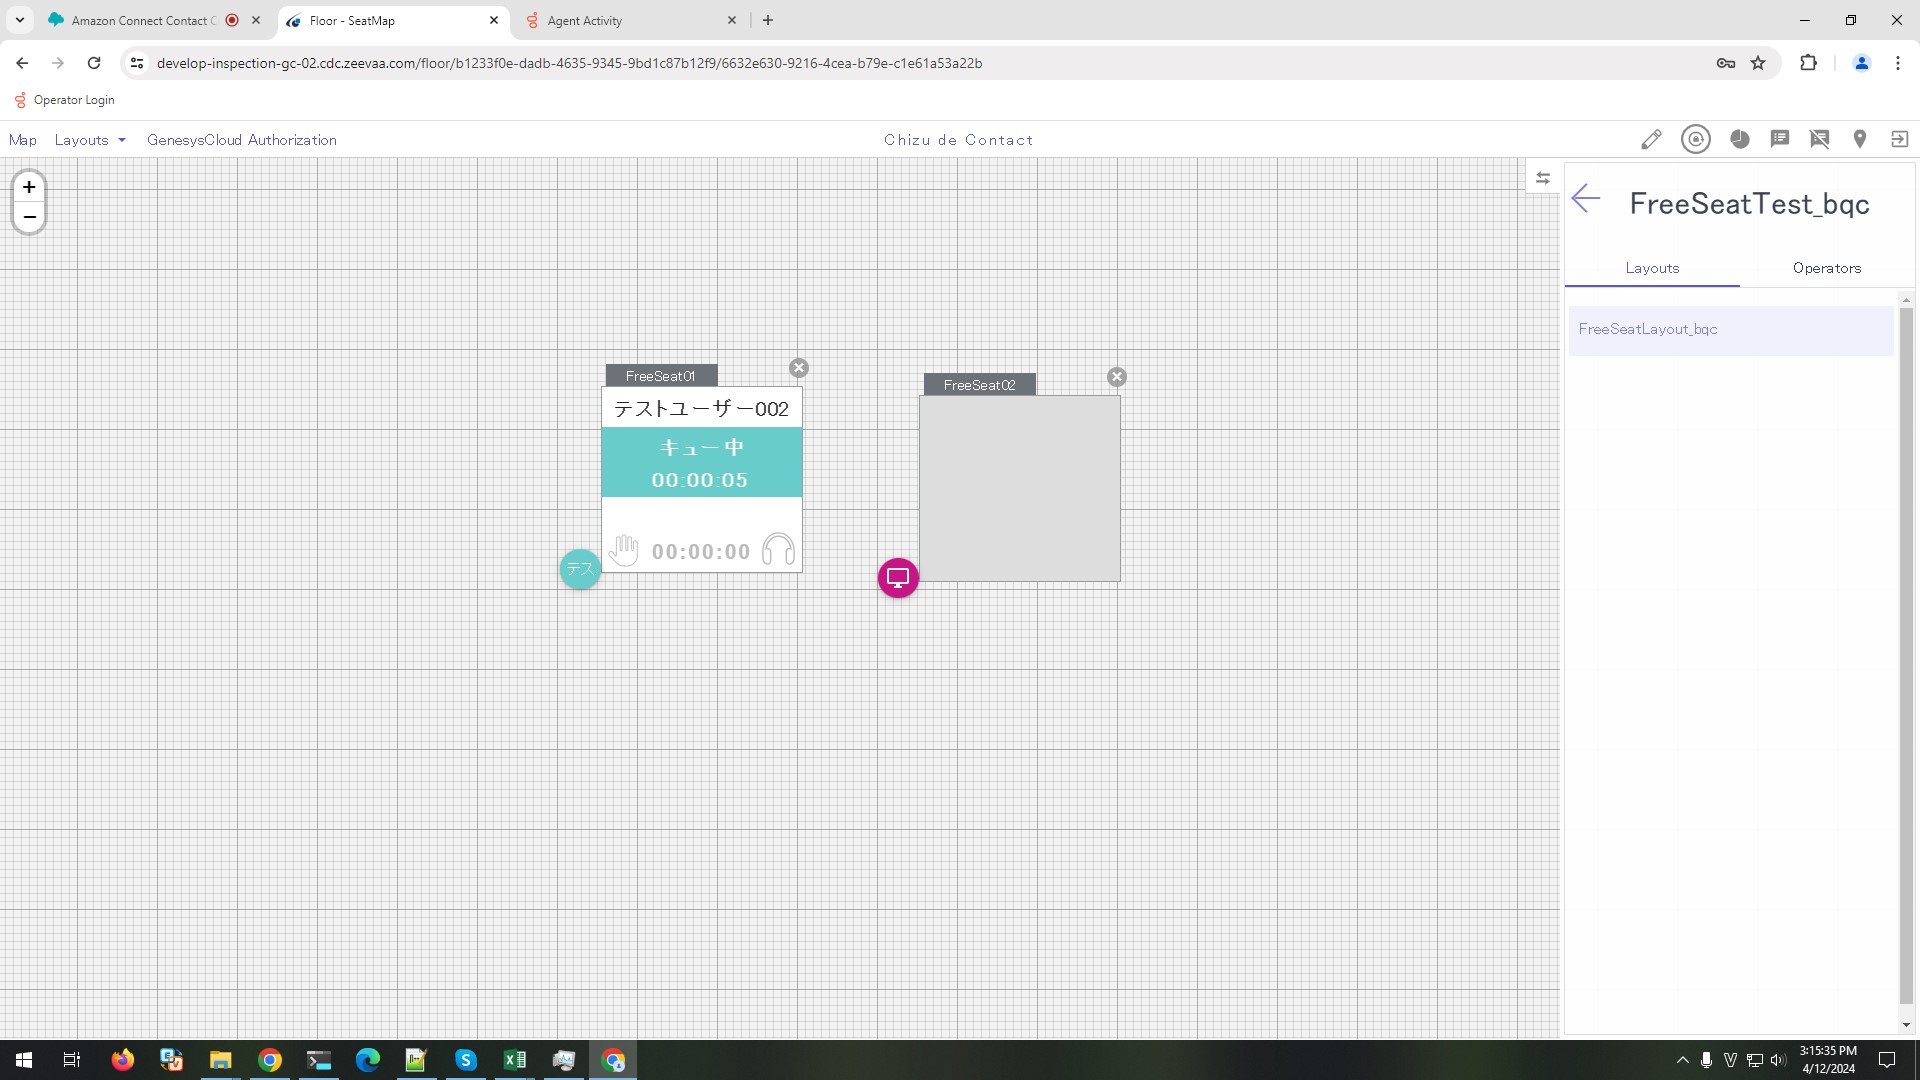 Amazon Connect Contact C
Floor - SeatMap
Agent Activity
develop-inspection-gc-02.cdc.zeevaa.com/floor/b1233f0e-dadb-4635-9345-9bd1c87b12f9/6632e630-9216-4cea-b79e-c1e61a53a22b
Operator Login
Map
Layouts
GenesysCloud Authorization
Chizu de Contact
FreeSeatTest_bqc
Layouts
Operators
FreeSeatLayout_bqc
FreeSeat01
テストユーザー002
キュー中
00:00:05
00:00:00
テス
FreeSeat02
3:15:35 PM
4/12/2024